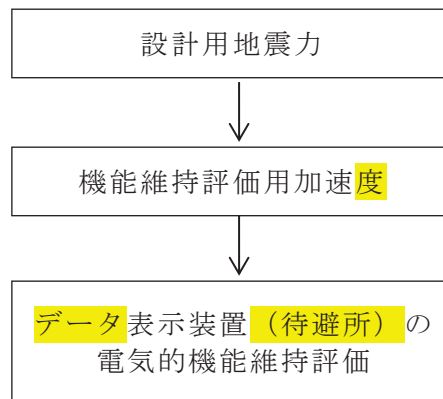 設計用地震力
機能維持評価用加速度
データ表示装置（待避所）の
電気的機能維持評価